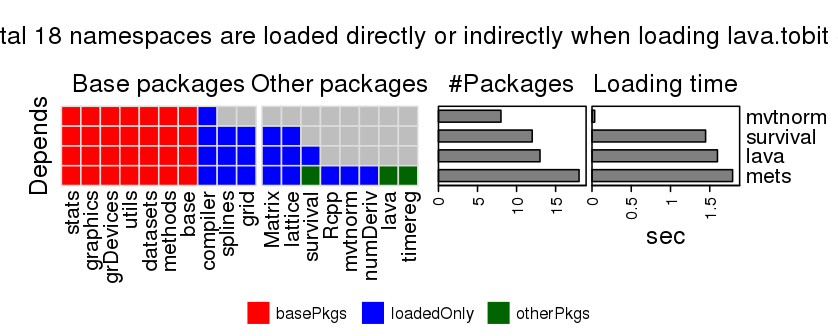 tal 18 namespaces are loaded directly or indirectly when loading lava.tobit
Base packages Other packages #Packages Loading time
Depends
mvtnorm
survival
lava
mets
0 5 10 15
0 0.5 1 1.5
sec
stats
graphics
grDevices
utils
datasets
methods
base
compiler
splines
grid
Matrix
lattice
survival
Rcpp
mvtnorm
numDeriv
lava
timereg
basePkgs loadedOnly otherPkgs